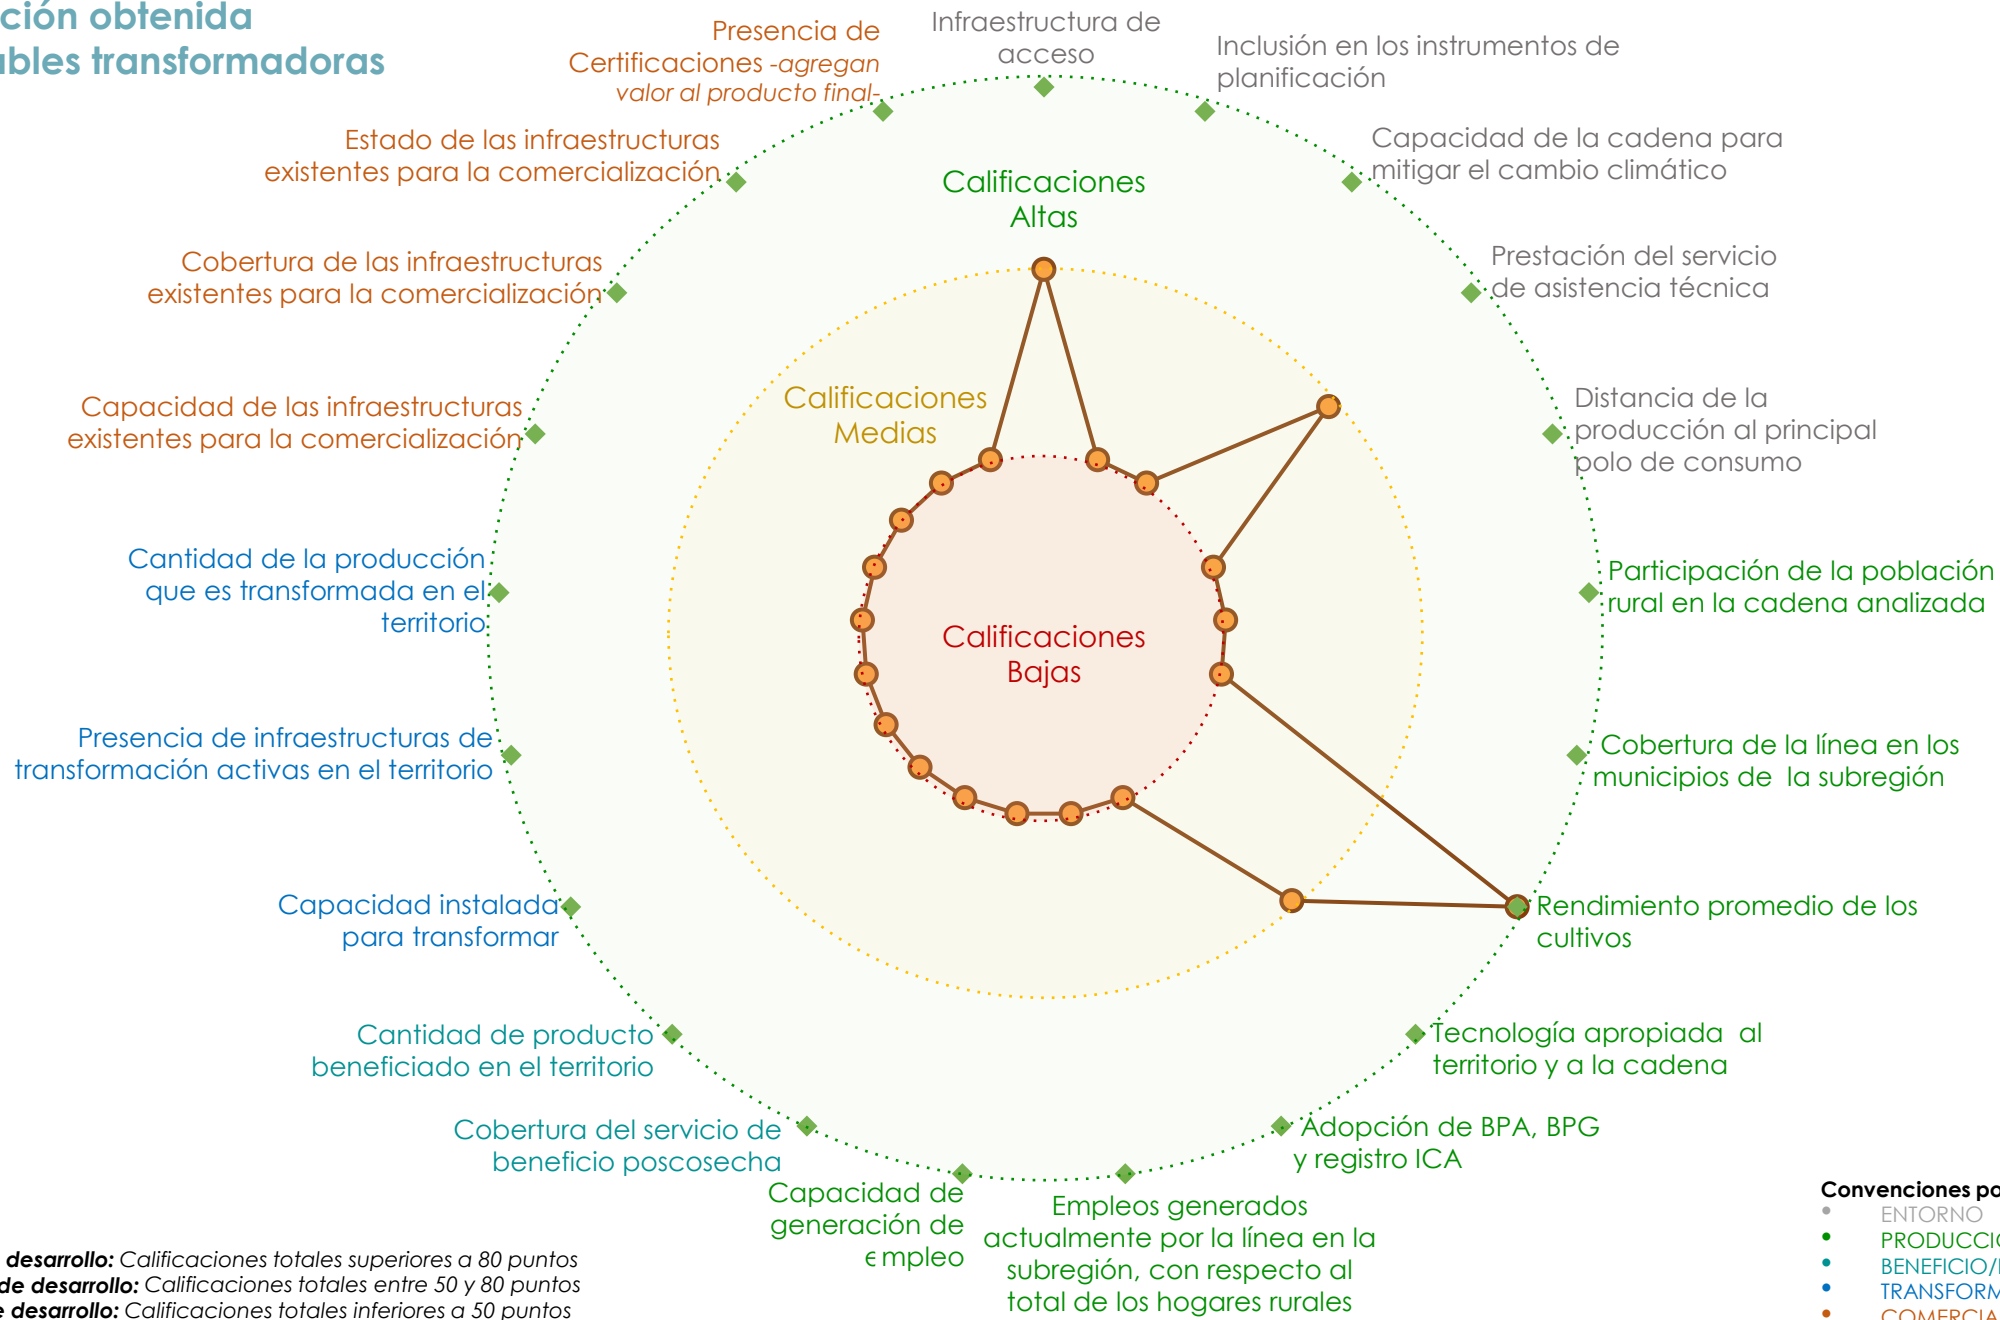 ción obtenida
bles transformadoras
Presencia de
Certificaciones -agregan
valor al producto final-
Infraestructura de
acceso
Inclusión en los instrumentos de
planificación
Estado de las infraestructuras
existentes para la comercialización
Capacidad de la cadena para
mitigar el cambio climático
Calificaciones
Altas
Cobertura de las infraestructuras
existentes para la comercialización
Prestación del servicio
de asistencia técnica
Capacidad de las infraestructuras
existentes para la comercialización
Calificaciones
Medias
Distancia de la
producción al principal
polo de consumo
Cantidad de la producción
que es transformada en el
territorio
Participación de la población
rural en la cadena analizada
Calificaciones
Bajas
Presencia de infraestructuras de
transformación activas en el territorio
Cobertura de la línea en los
municipios de la subregión
Capacidad instalada
para transformar
Rendimiento promedio de los
cultivos
Cantidad de producto
beneficiado en el territorio
Tecnología apropiada al
territorio y a la cadena
Cobertura del servicio de
beneficio poscosecha
Adopción de BPA, BPG
y registro ICA
Capacidad de
generación de
empleo
Empleos generados
actualmente por la línea en la
subregión, con respecto al
total de los hogares rurales
desarrollo: Calificaciones totales superiores a 80 puntos
de desarrollo: Calificaciones totales entre 50 y 80 puntos
e desarrollo: Calificaciones totales inferiores a 50 puntos
Convenciones po
• ENTORNO
• PRODUCCIÓ
• BENEFICIO/
• TRANSFORM
• COMERCIA